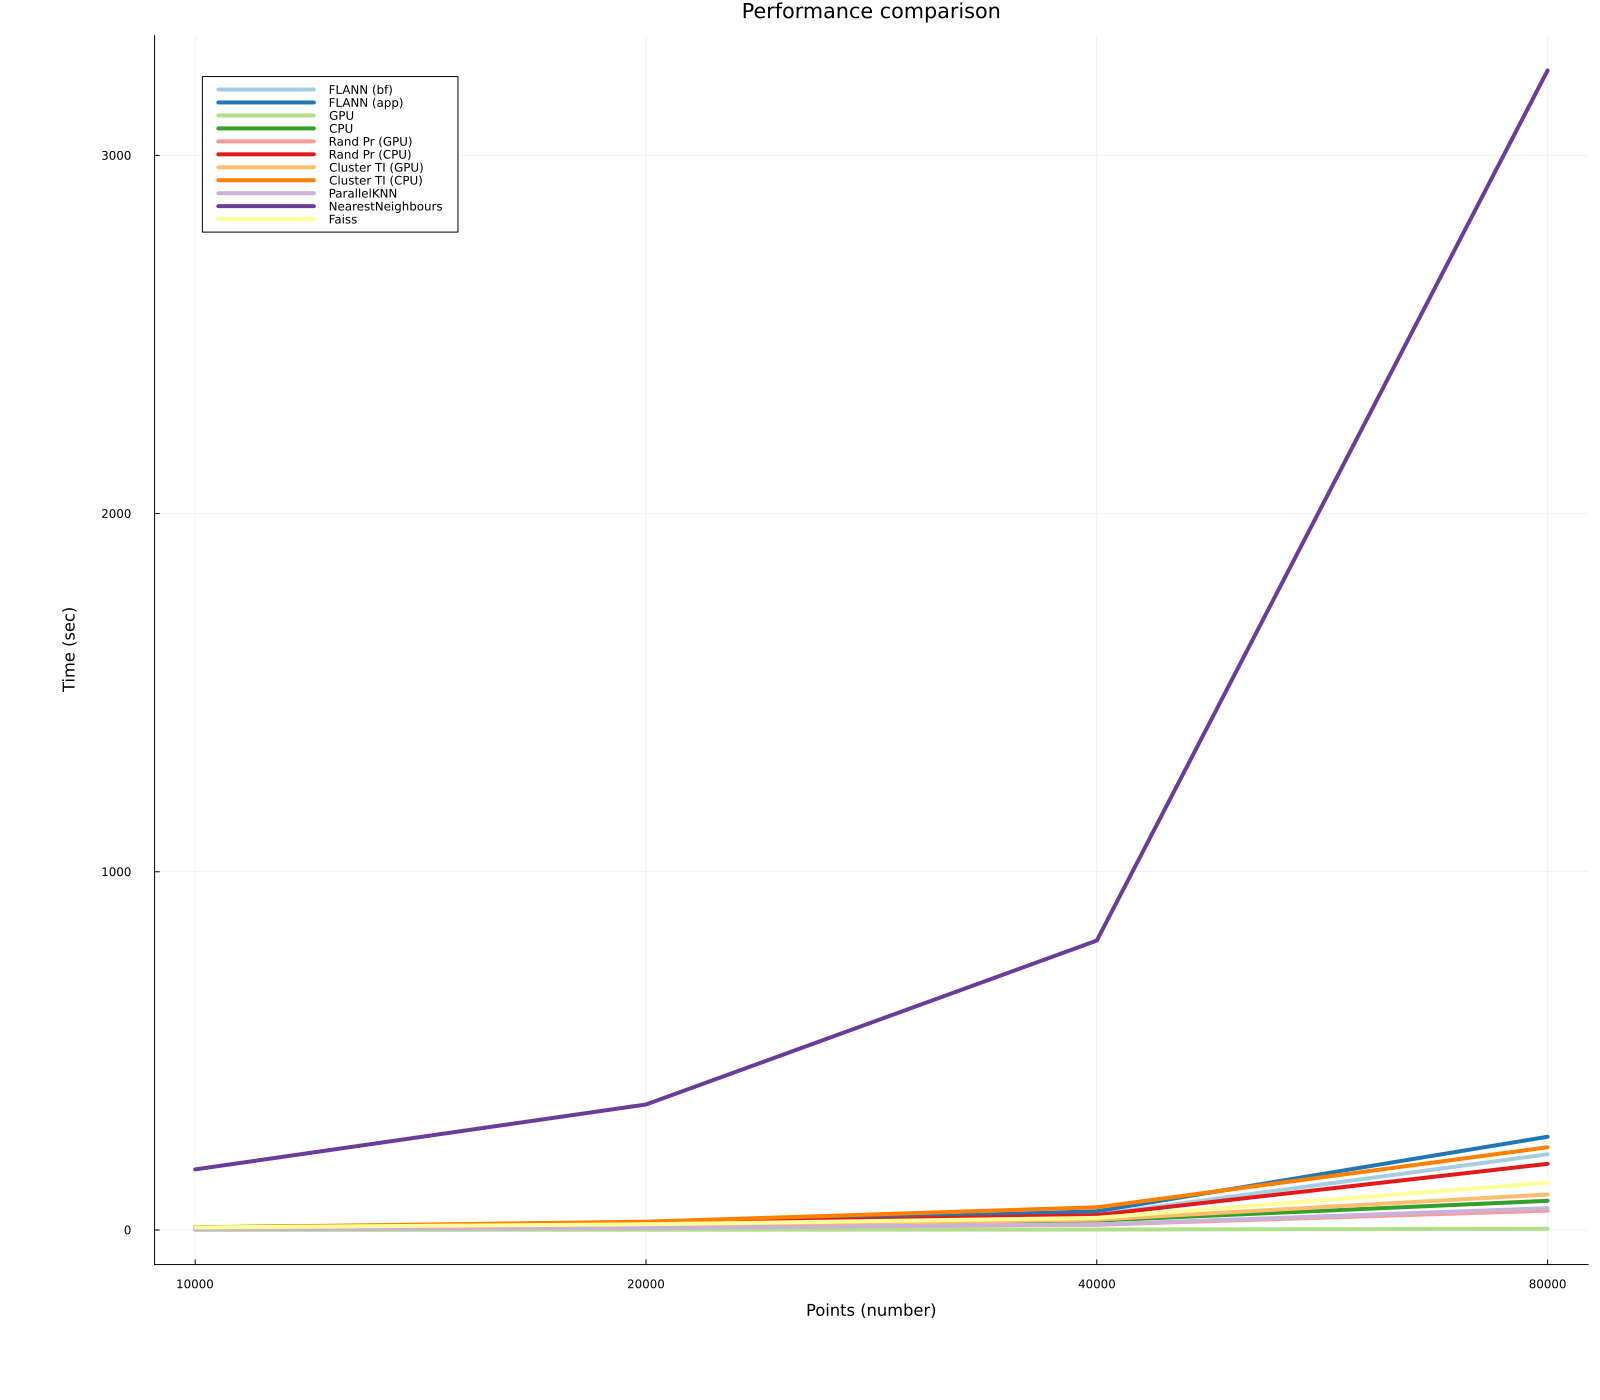 Performance comparison
FLANN (bf)
FLANN (app)
GPU
CPU
Rand Pr (GPU)
Rand Pr (CPU)
Cluster TI (GPU)
Cluster TI (CPU)
ParallelKNN
NearestNeighbours
Faiss
3000
2000
1000
0
Time (sec)
10000 20000 40000 80000
Points (number)